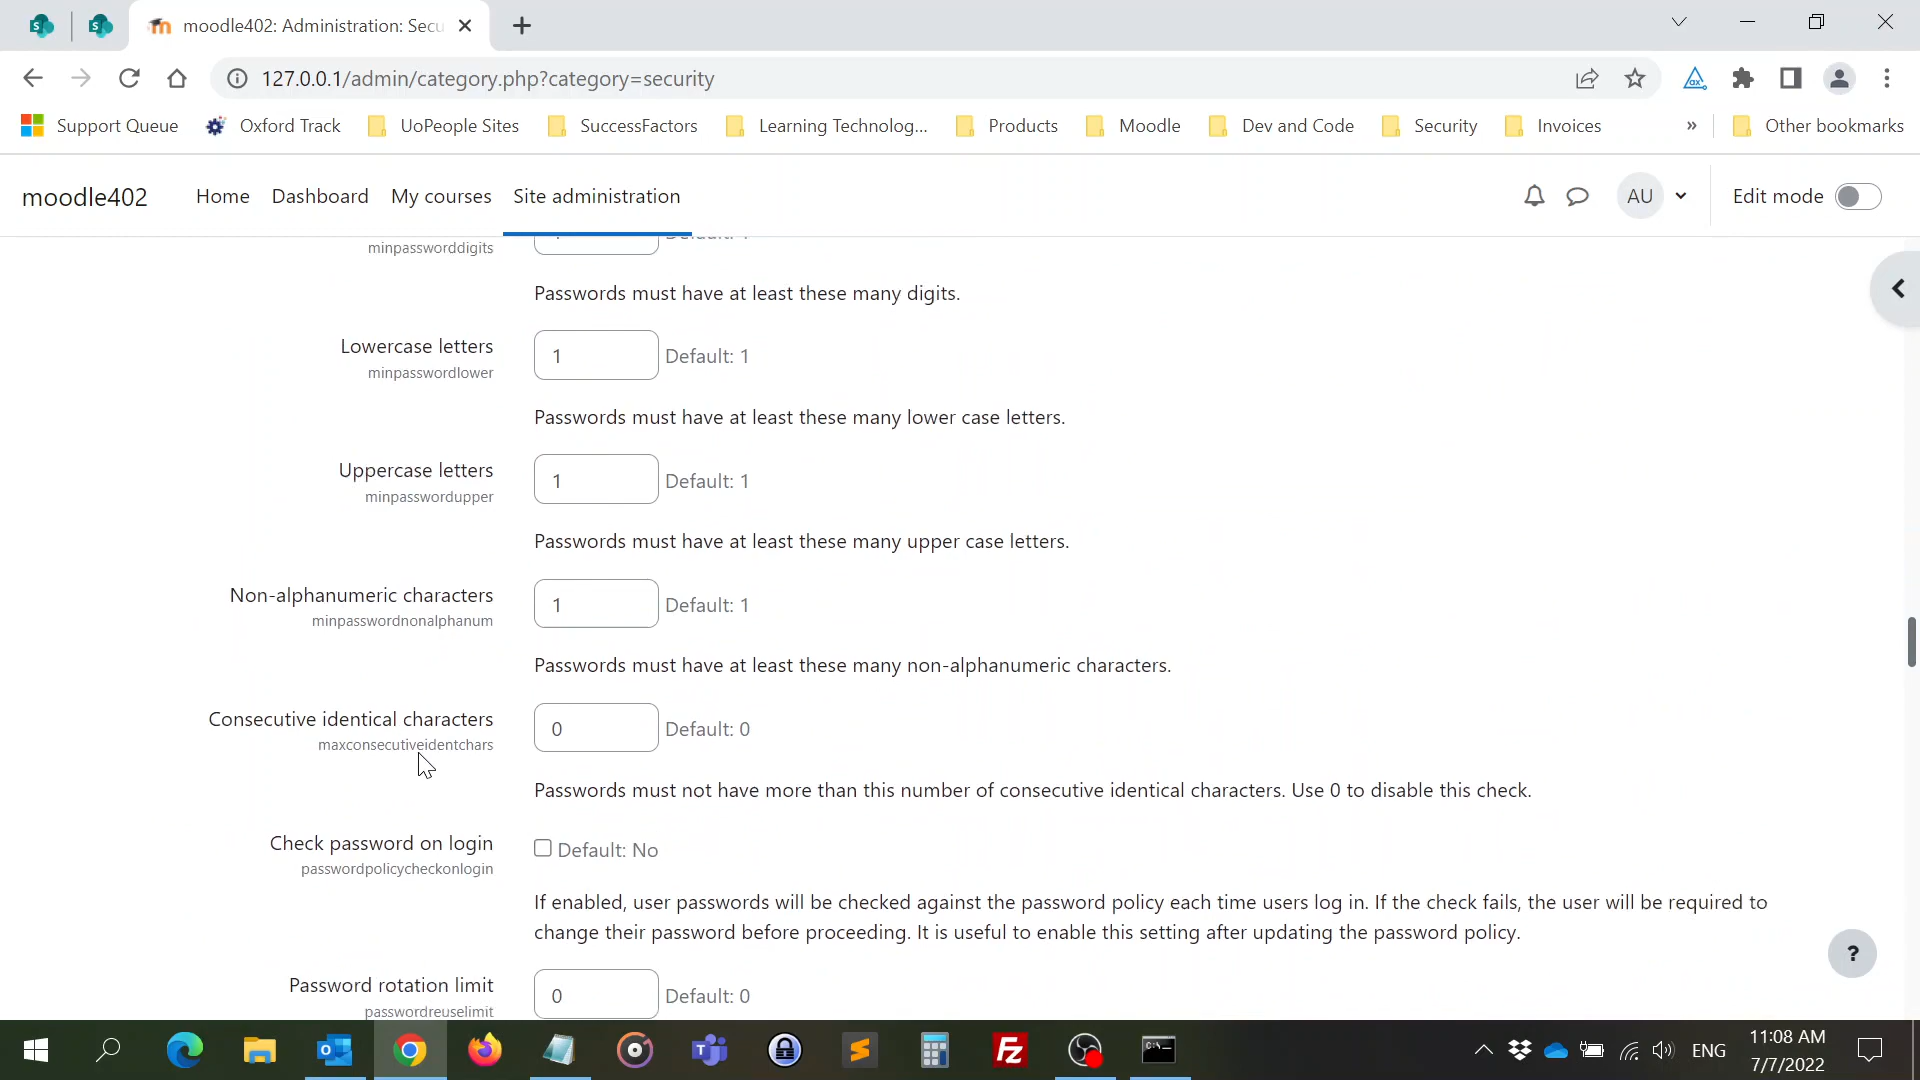 moodle402: Administration: Secu
127.0.0.1/admin/category.php?category=security
Support Queue
Oxford Track
UoPeople Sites
SuccessFactors
Learning Technolog...
Products
Moodle
Dev and Code
Security
Invoices
»
Other bookmarks
moodle402
Home
Dashboard
My courses
Site administration
AU
Edit mode
minpassworddigits
Passwords must have at least these many digits.
Lowercase letters
1
Default: 1
minpasswordlower
Passwords must have at least these many lower case letters.
Uppercase letters
1
Default: 1
minpasswordupper
Passwords must have at least these many upper case letters.
Non-alphanumeric characters
1
Default: 1
minpasswordnonalphanum
Passwords must have at least these many non-alphanumeric characters.
Consecutive identical characters
0
Default: 0
maxconsecutiveidentchars
Passwords must not have more than this number of consecutive identical characters. Use 0 to disable this check.
Check password on login
Default: No
passwordpolicycheckonlogin
If enabled, user passwords will be checked against the password policy each time users log in. If the check fails, the user will be required to
change their password before proceeding. It is useful to enable this setting after updating the password policy.
?
Password rotation limit
0
Default: 0
passwordreuselimit
ENG
11:08 AM
7/7/2022